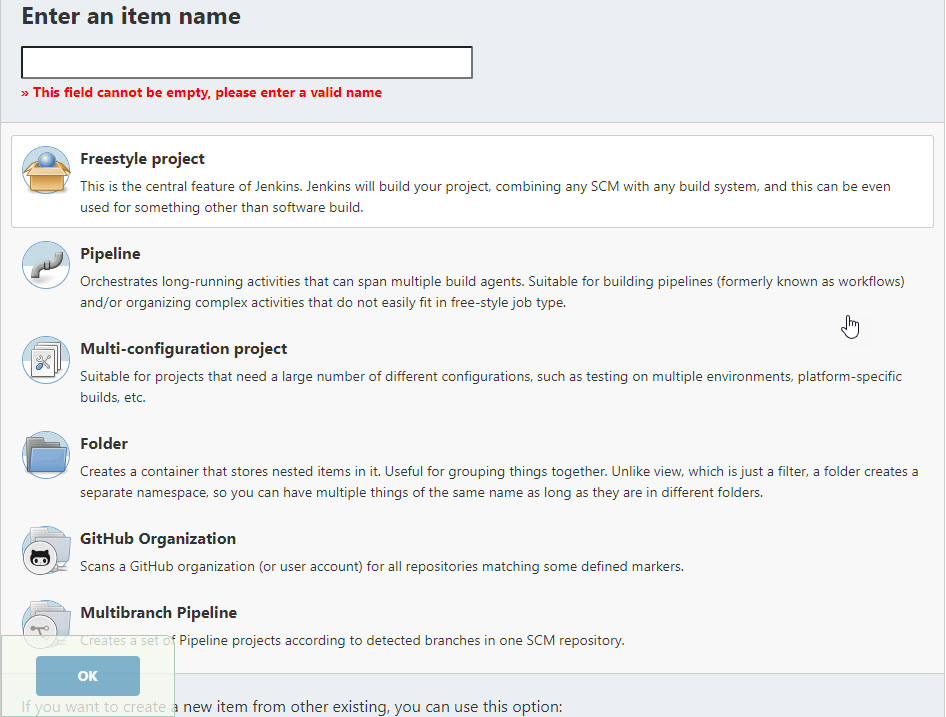 Enter an item name
» This field cannot be empty, please enter a valid name
Freestyle project
This is the central feature of Jenkins. Jenkins will build your project, combining any SCM with any build system, and this can be even
used for something other than software build.
Pipeline
Orchestrates long-running activities that can span multiple build agents. Suitable for building pipelines (formerly known as workflows)
and/or organizing complex activities that do not easily fit in free-style job type.
Multi-configuration project
Suitable for projects that need a large number of different configurations, such as testing on multiple environments, platform-specific
builds, etc.
Folder
Creates a container that stores nested items in it. Useful for grouping things together. Unlike view, which is just a filter, a folder creates a
separate namespace, so you can have multiple things of the same name as long as they are in different folders.
GitHub Organization
Scans a GitHub organization (or user account) for all repositories matching some defined markers.
Multibranch Pipeline
Creates a set of Pipeline projects according to detected branches in one SCM repository.
OK
If you want to create a new item from other existing, you can use this option: